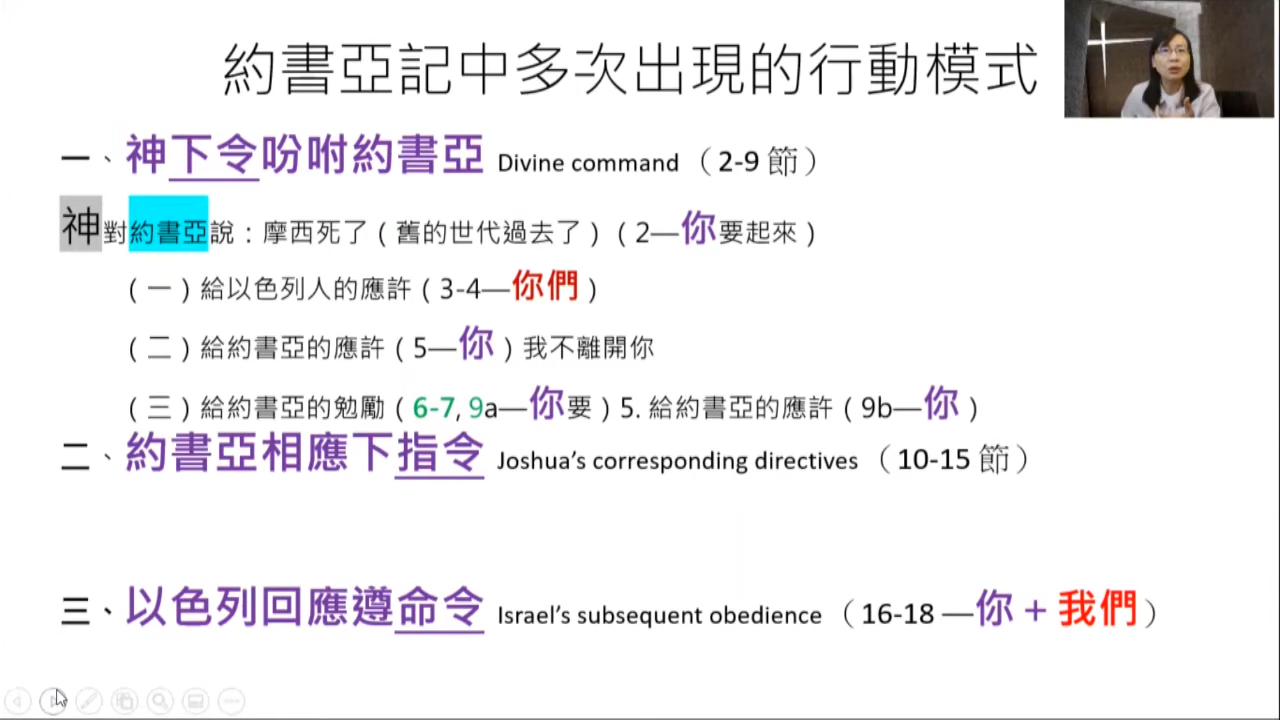 約書亞記中多次出現的行動模式
一、神下令吩咐約書亞 Divine command（2-9 節）
神對約書亞說：摩西死了（舊的世代過去了）（2—你要起來）
（一）給以色列人的應許（3-4—你們）
（二）給約書亞的應許（5—你）我不離開你
（三）給約書亞的勉勵（6-7, 9a—你要）5. 給約書亞的應許（9b—你）
二、約書亞相應下指令 Joshua’s corresponding directives（10-15 節）
三、以色列回應遵命令 Israel’s subsequent obedience（16-18 —你 + 我們）